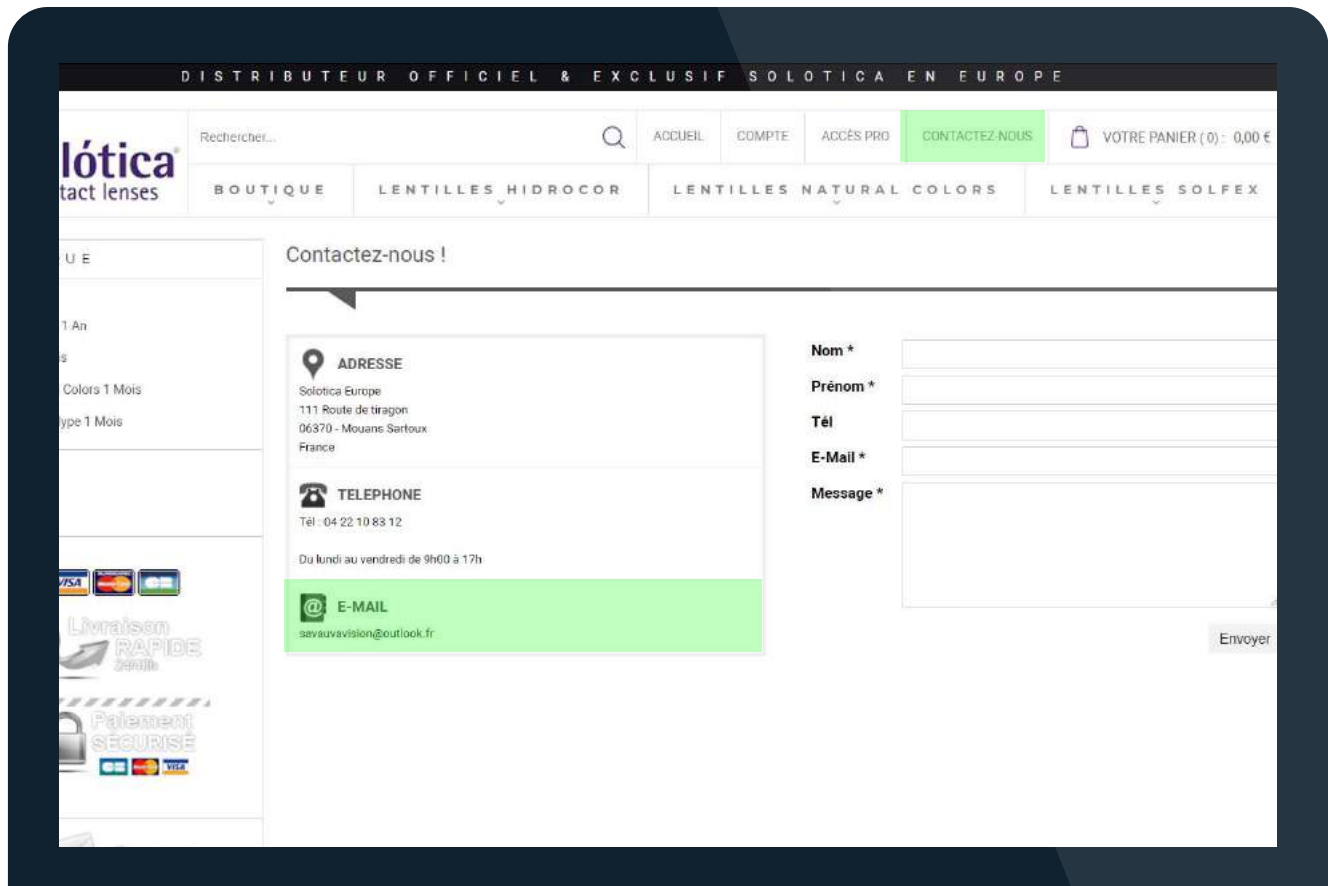 DISTRIBUTEUR OFFICIEL & EXCLUSIF SOLOTICA EN EUROPE
lótica
tact lenses
Rechercher...
ACCUEIL
COMPTE
ACCÈS PRO
CONTACTEZ-NOUS
VOTRE PANIER ( 0) : 0,00 €
BOUTIQUE
LENTILLES HIDROCOR
LENTILLES NATURAL COLORS
LENTILLES SOLFEX
UE
1 An
s
Colors 1 Mois
ype 1 Mois
VISA
Livraison
RAPIDE
Paiement
SÉCURISÉ
VISA
Contactez-nous !
ADRESSE
Solotica Europe
111 Route de tiragon
06370 - Mouans Sartoux
France
TELEPHONE
Tél : 04 22 10 83 12
Du lundi au vendredi de 9h00 à 17h
E-MAIL
savauvavision@outlook.fr
Nom *
Prénom *
Tél
E-Mail *
Message *
Envoyer